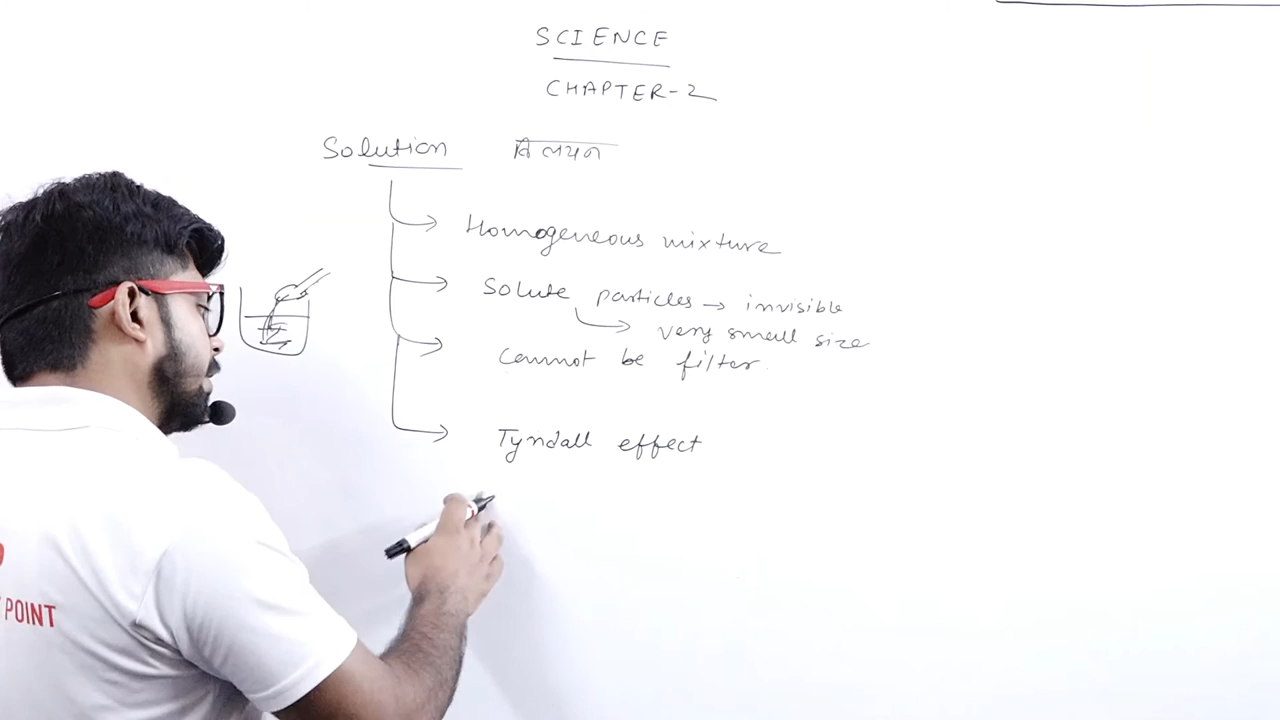 SCIENCE
CHAPTER-2
Solution विलयन
Homogeneous mixture
Solute particles → invisible
very small size
Cannot be filter.
Tyndall effect
POINT